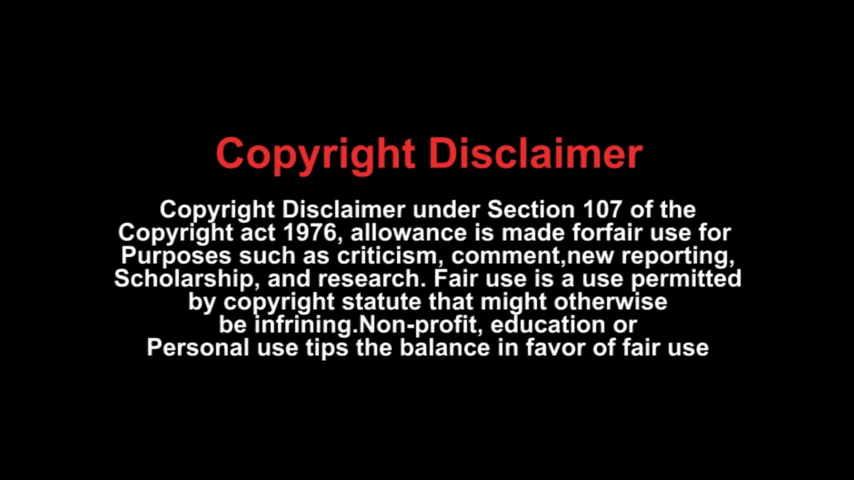 Copyright Disclaimer
Copyright Disclaimer under Section 107 of the
Copyright act 1976, allowance is made forfair use for
Purposes such as criticism, comment,new reporting,
Scholarship, and research. Fair use is a use permitted
by copyright statute that might otherwise
be infrining.Non-profit, education or
Personal use tips the balance in favor of fair use